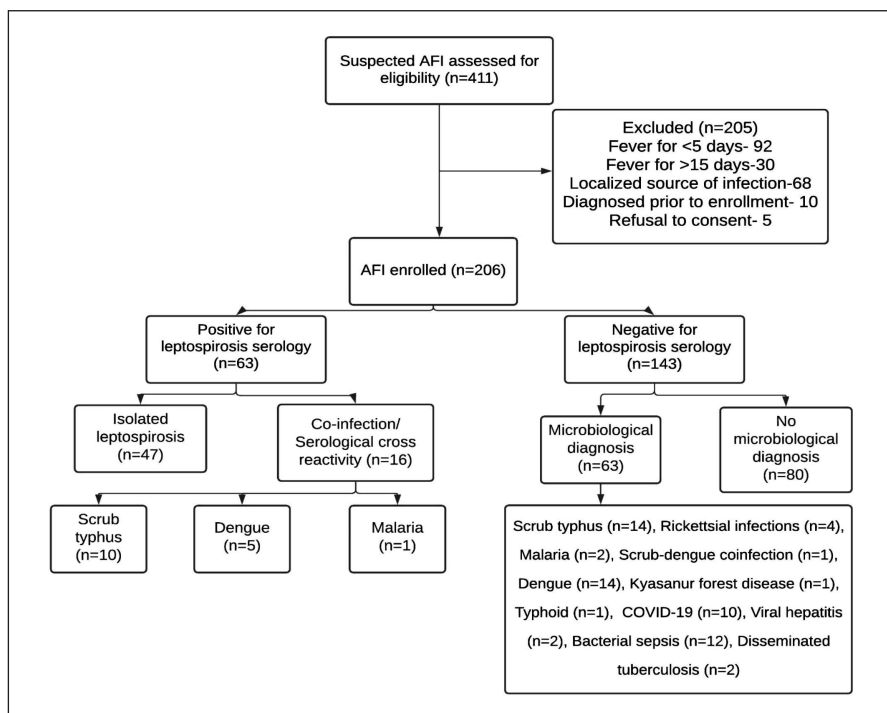 Suspected AFI assessed for
eligibility (n=411)
Excluded (n=205)
Fever for <5 days- 92
Fever for >15 days-30
Localized source of infection-68
Diagnosed prior to enrollment- 10
Refusal to consent- 5
AFI enrolled (n=206)
Positive for
leptospirosis serology
(n=63)
Negative for
leptospirosis serology
(n=143)
Isolated
leptospirosis
(n=47)
Co-infection/
Serological cross
reactivity (n=16)
Microbiological
diagnosis
(n=63)
No
microbiological
diagnosis
(n=80)
Scrub
typhus
(n=10)
Dengue
(n=5)
Malaria
(n=1)
Scrub typhus (n=14), Rickettsial infections (n=4),
Malaria (n=2), Scrub-dengue coinfection (n=1),
Dengue (n=14), Kyasanur forest disease (n=1),
Typhoid (n=1), COVID-19 (n=10), Viral hepatitis
(n=2), Bacterial sepsis (n=12), Disseminated
tuberculosis (n=2)